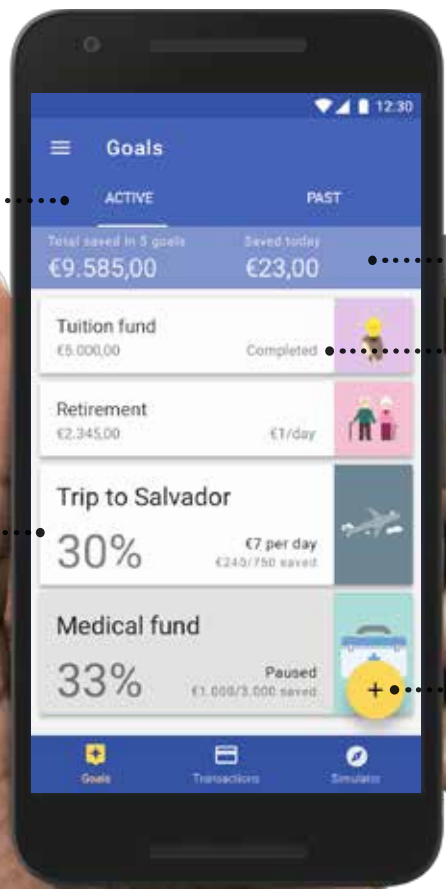 12:30
Goals
ACTIVE PAST
Total saved in 5 goals Saved today
€9.585,00 €23,00
Tuition fund
€5.000,00 Completed
Retirement
€2.345,00 €1/day
Trip to Salvador
30% €7 per day
€240/750 saved
Medical fund
33% Paused
€1.000/3.000 saved
+
Goals Transactions Simulator